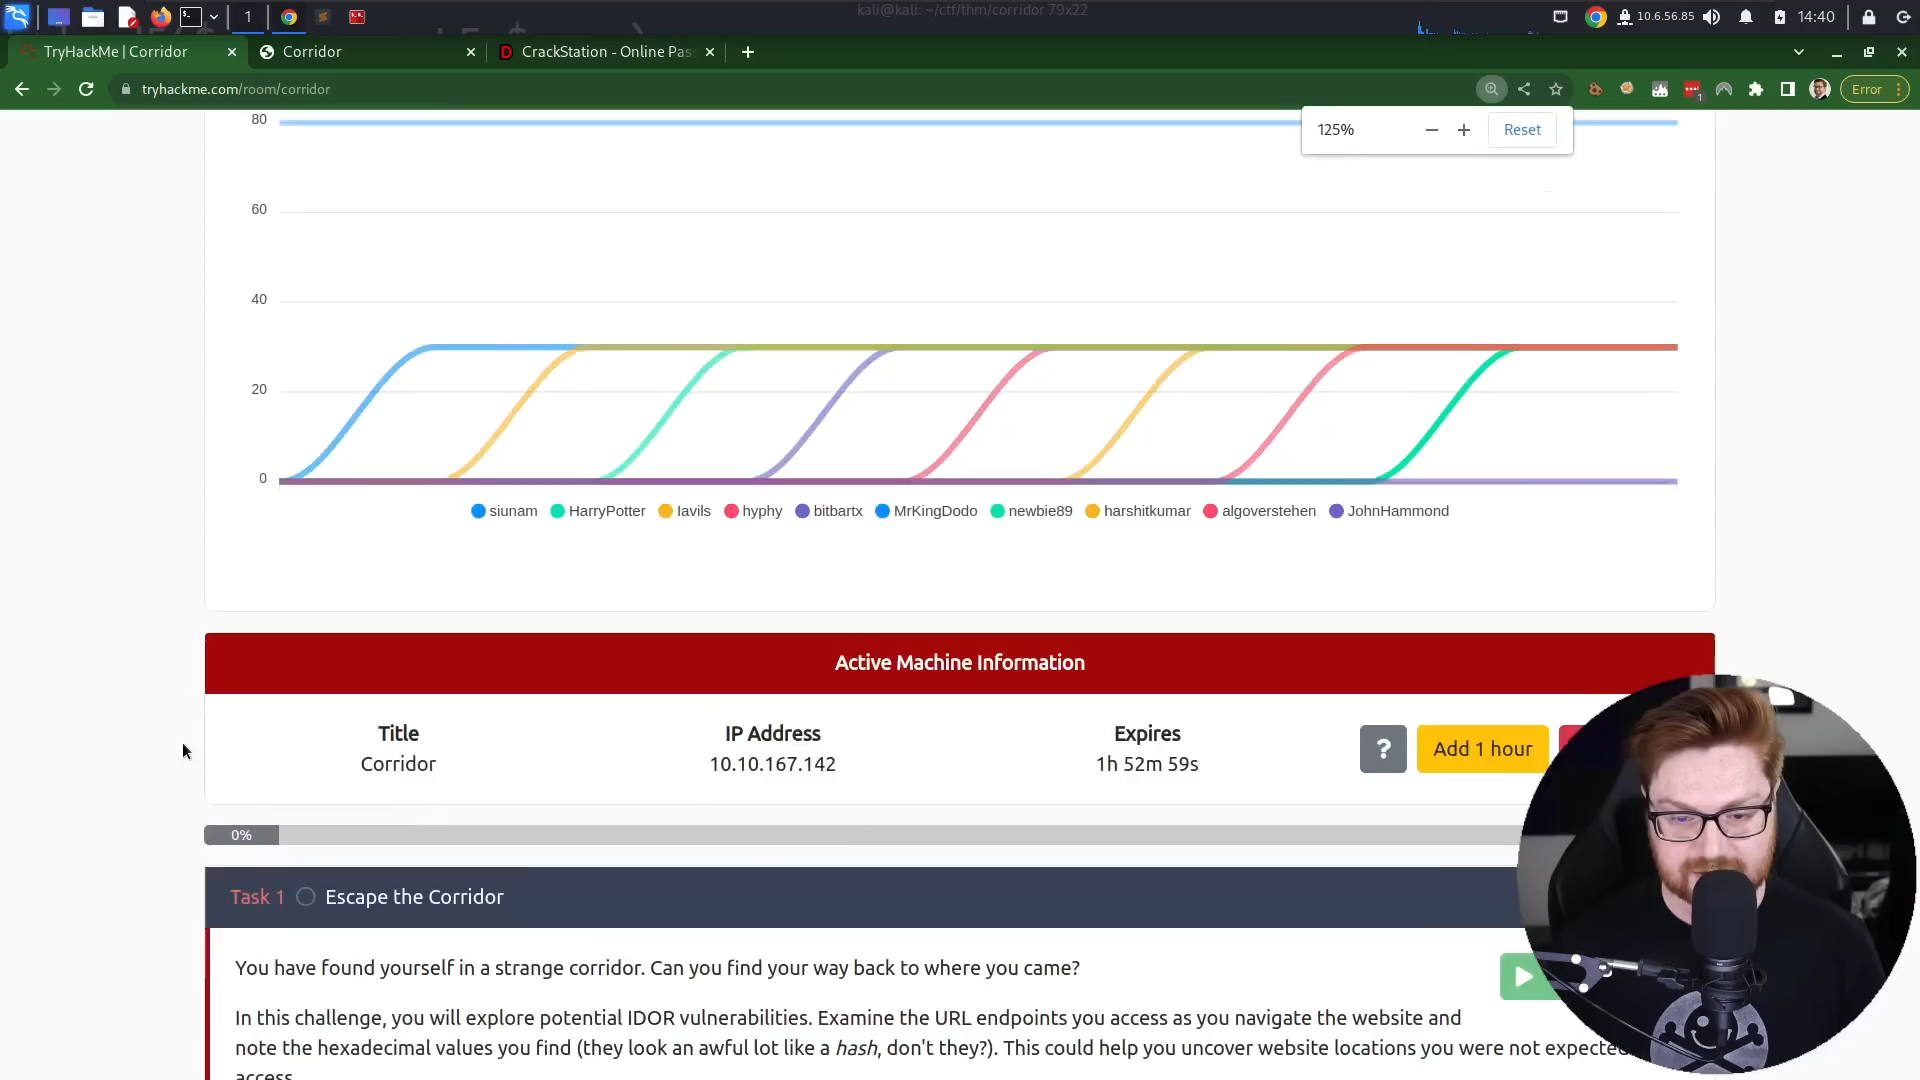 kali@kali: ~/ctf/thm/corridor 79x22
1
10.6.56.85
14:40
TryHackMe | Corridor
Corridor
CrackStation - Online Pas
tryhackme.com/room/corridor
1
Error
125%
Reset
80
60
40
20
0
siunam HarryPotter lavils hyphy bitbartx MrKingDodo newbie89 harshitkumar algoverstehen JohnHammond
Active Machine Information
Title
Corridor
IP Address
10.10.167.142
Expires
1h 52m 59s
?
Add 1 hour
0%
Task 1 Escape the Corridor
You have found yourself in a strange corridor. Can you find your way back to where you came?
In this challenge, you will explore potential IDOR vulnerabilities. Examine the URL endpoints you access as you navigate the website and
note the hexadecimal values you find (they look an awful lot like a hash, don't they?). This could help you uncover website locations you were not expected
access.